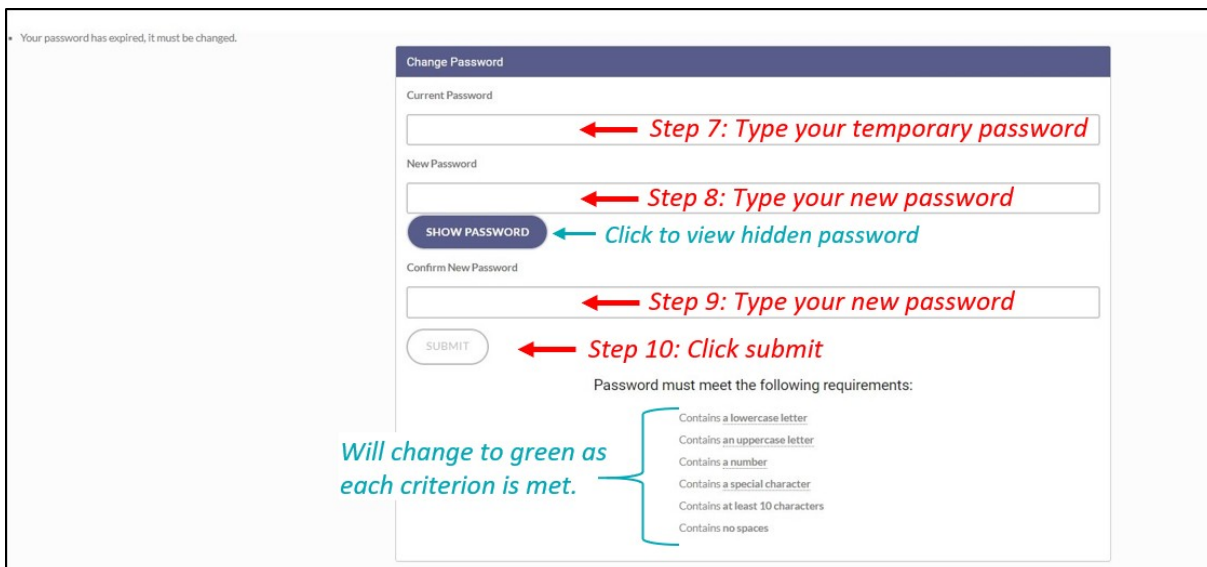 • Your password has expired, it must be changed.
Change Password
Current Password
Step 7: Type your temporary password
New Password
Step 8: Type your new password
SHOW PASSWORD
Click to view hidden password
Confirm New Password
Step 9: Type your new password
SUBMIT
Step 10: Click submit
Password must meet the following requirements:
Contains a lowercase letter
Contains an uppercase letter
Contains a number
Contains a special character
Contains at least 10 characters
Contains no spaces
Will change to green as
each criterion is met.